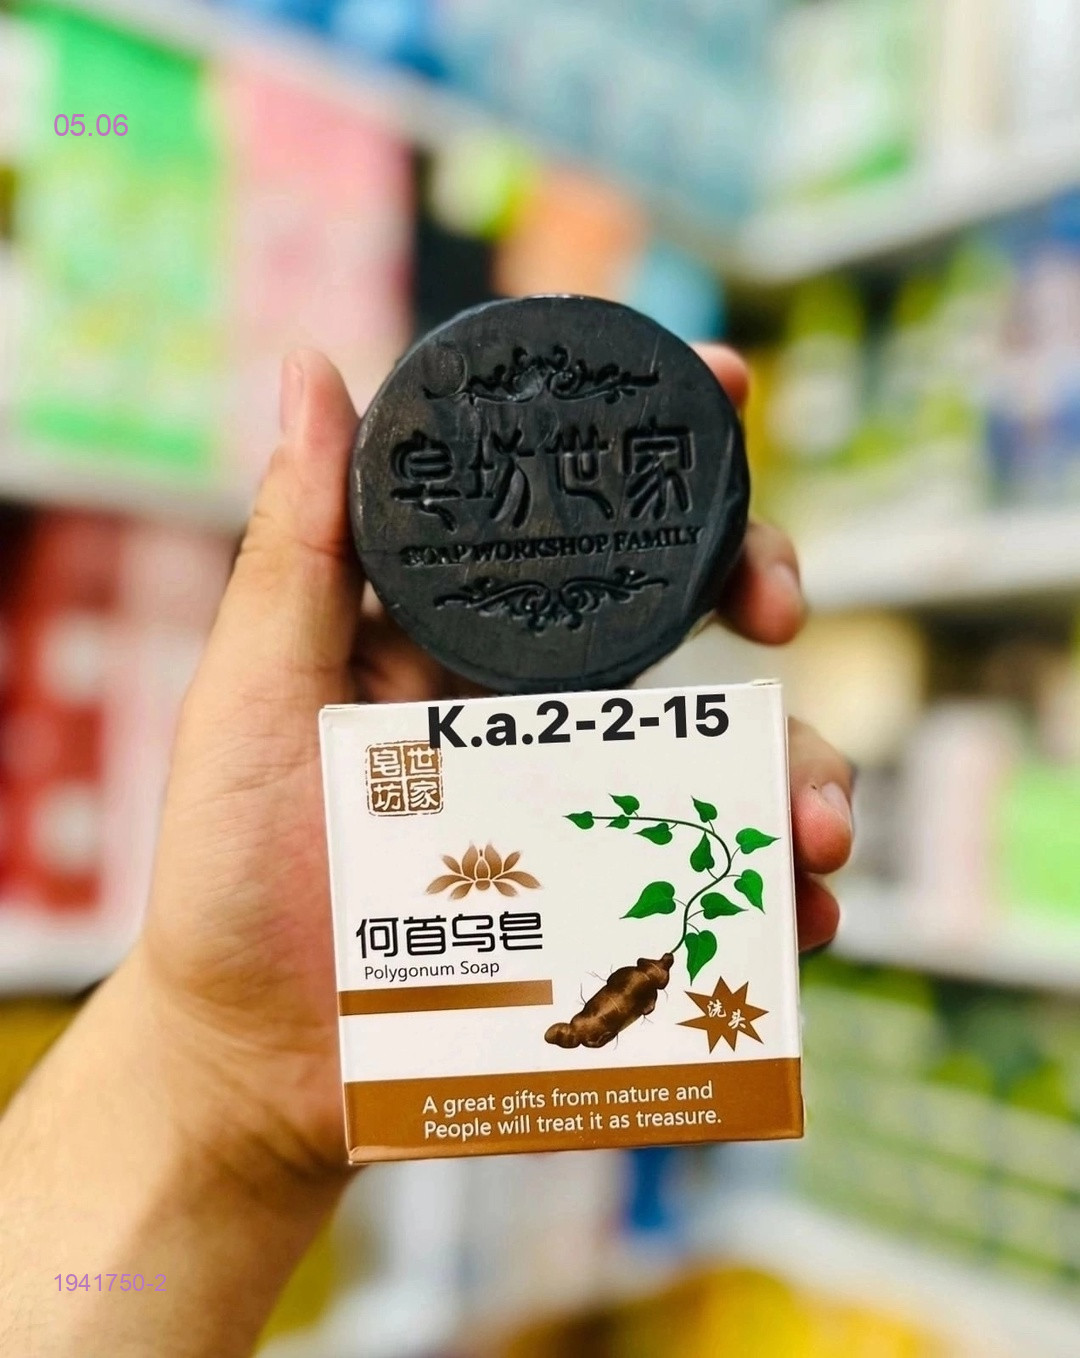 05.06
皂坊世家
SOAP WORKSHOP FAMILY
K.a.2-2-15
皂世
坊家
何首乌皂
Polygonum Soap
洗头
A great gifts from nature and
People will treat it as treasure.
1941750-2